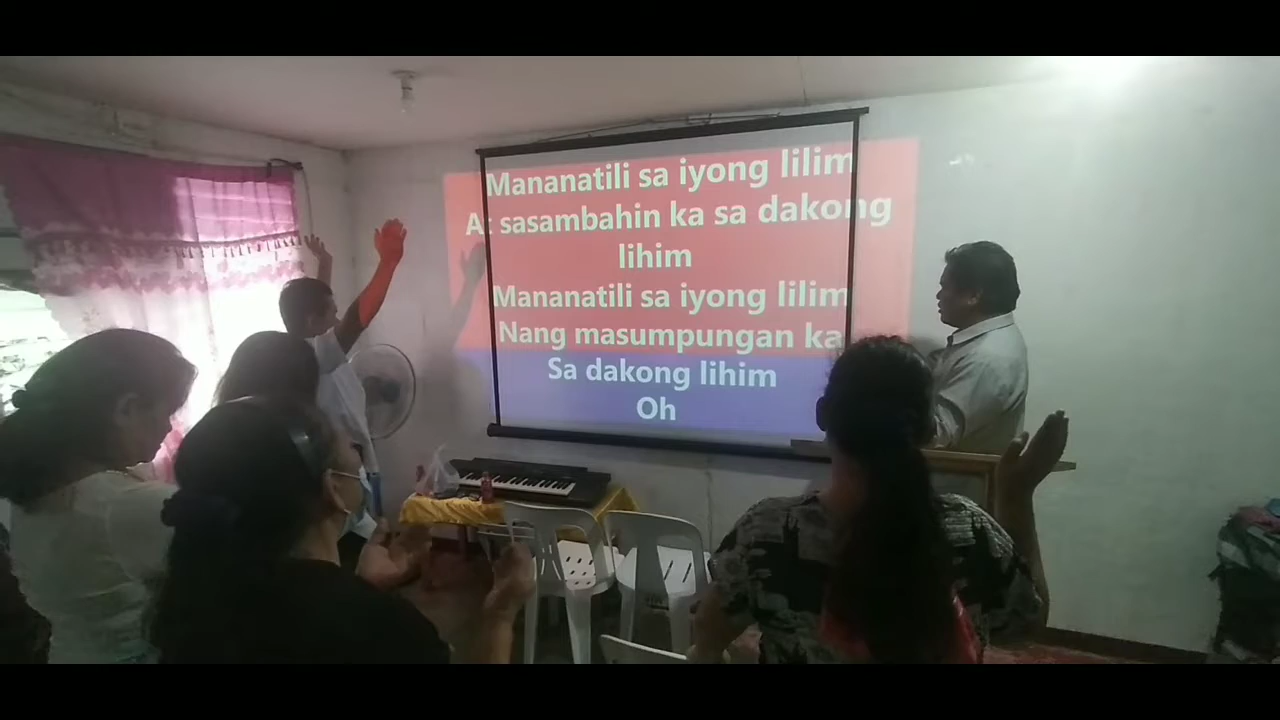 Mananatili sa iyong lilim
At sasambahin ka sa dakong
lihim
Mananatili sa iyong lilim
Nang masumpungan ka
Sa dakong lihim
Oh